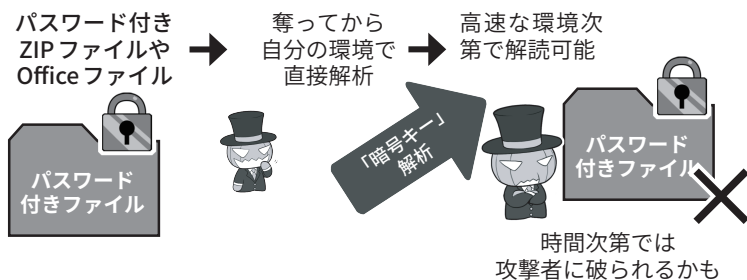 パスワード付き
ZIPファイルや
Officeファイル
奪ってから
自分の環境で
直接解析
高速な環境次
第で解読可能
パスワード
付きファイル
「暗号キー」
解析
パスワード
付きファイル
時間次第では
攻撃者に破られるかも